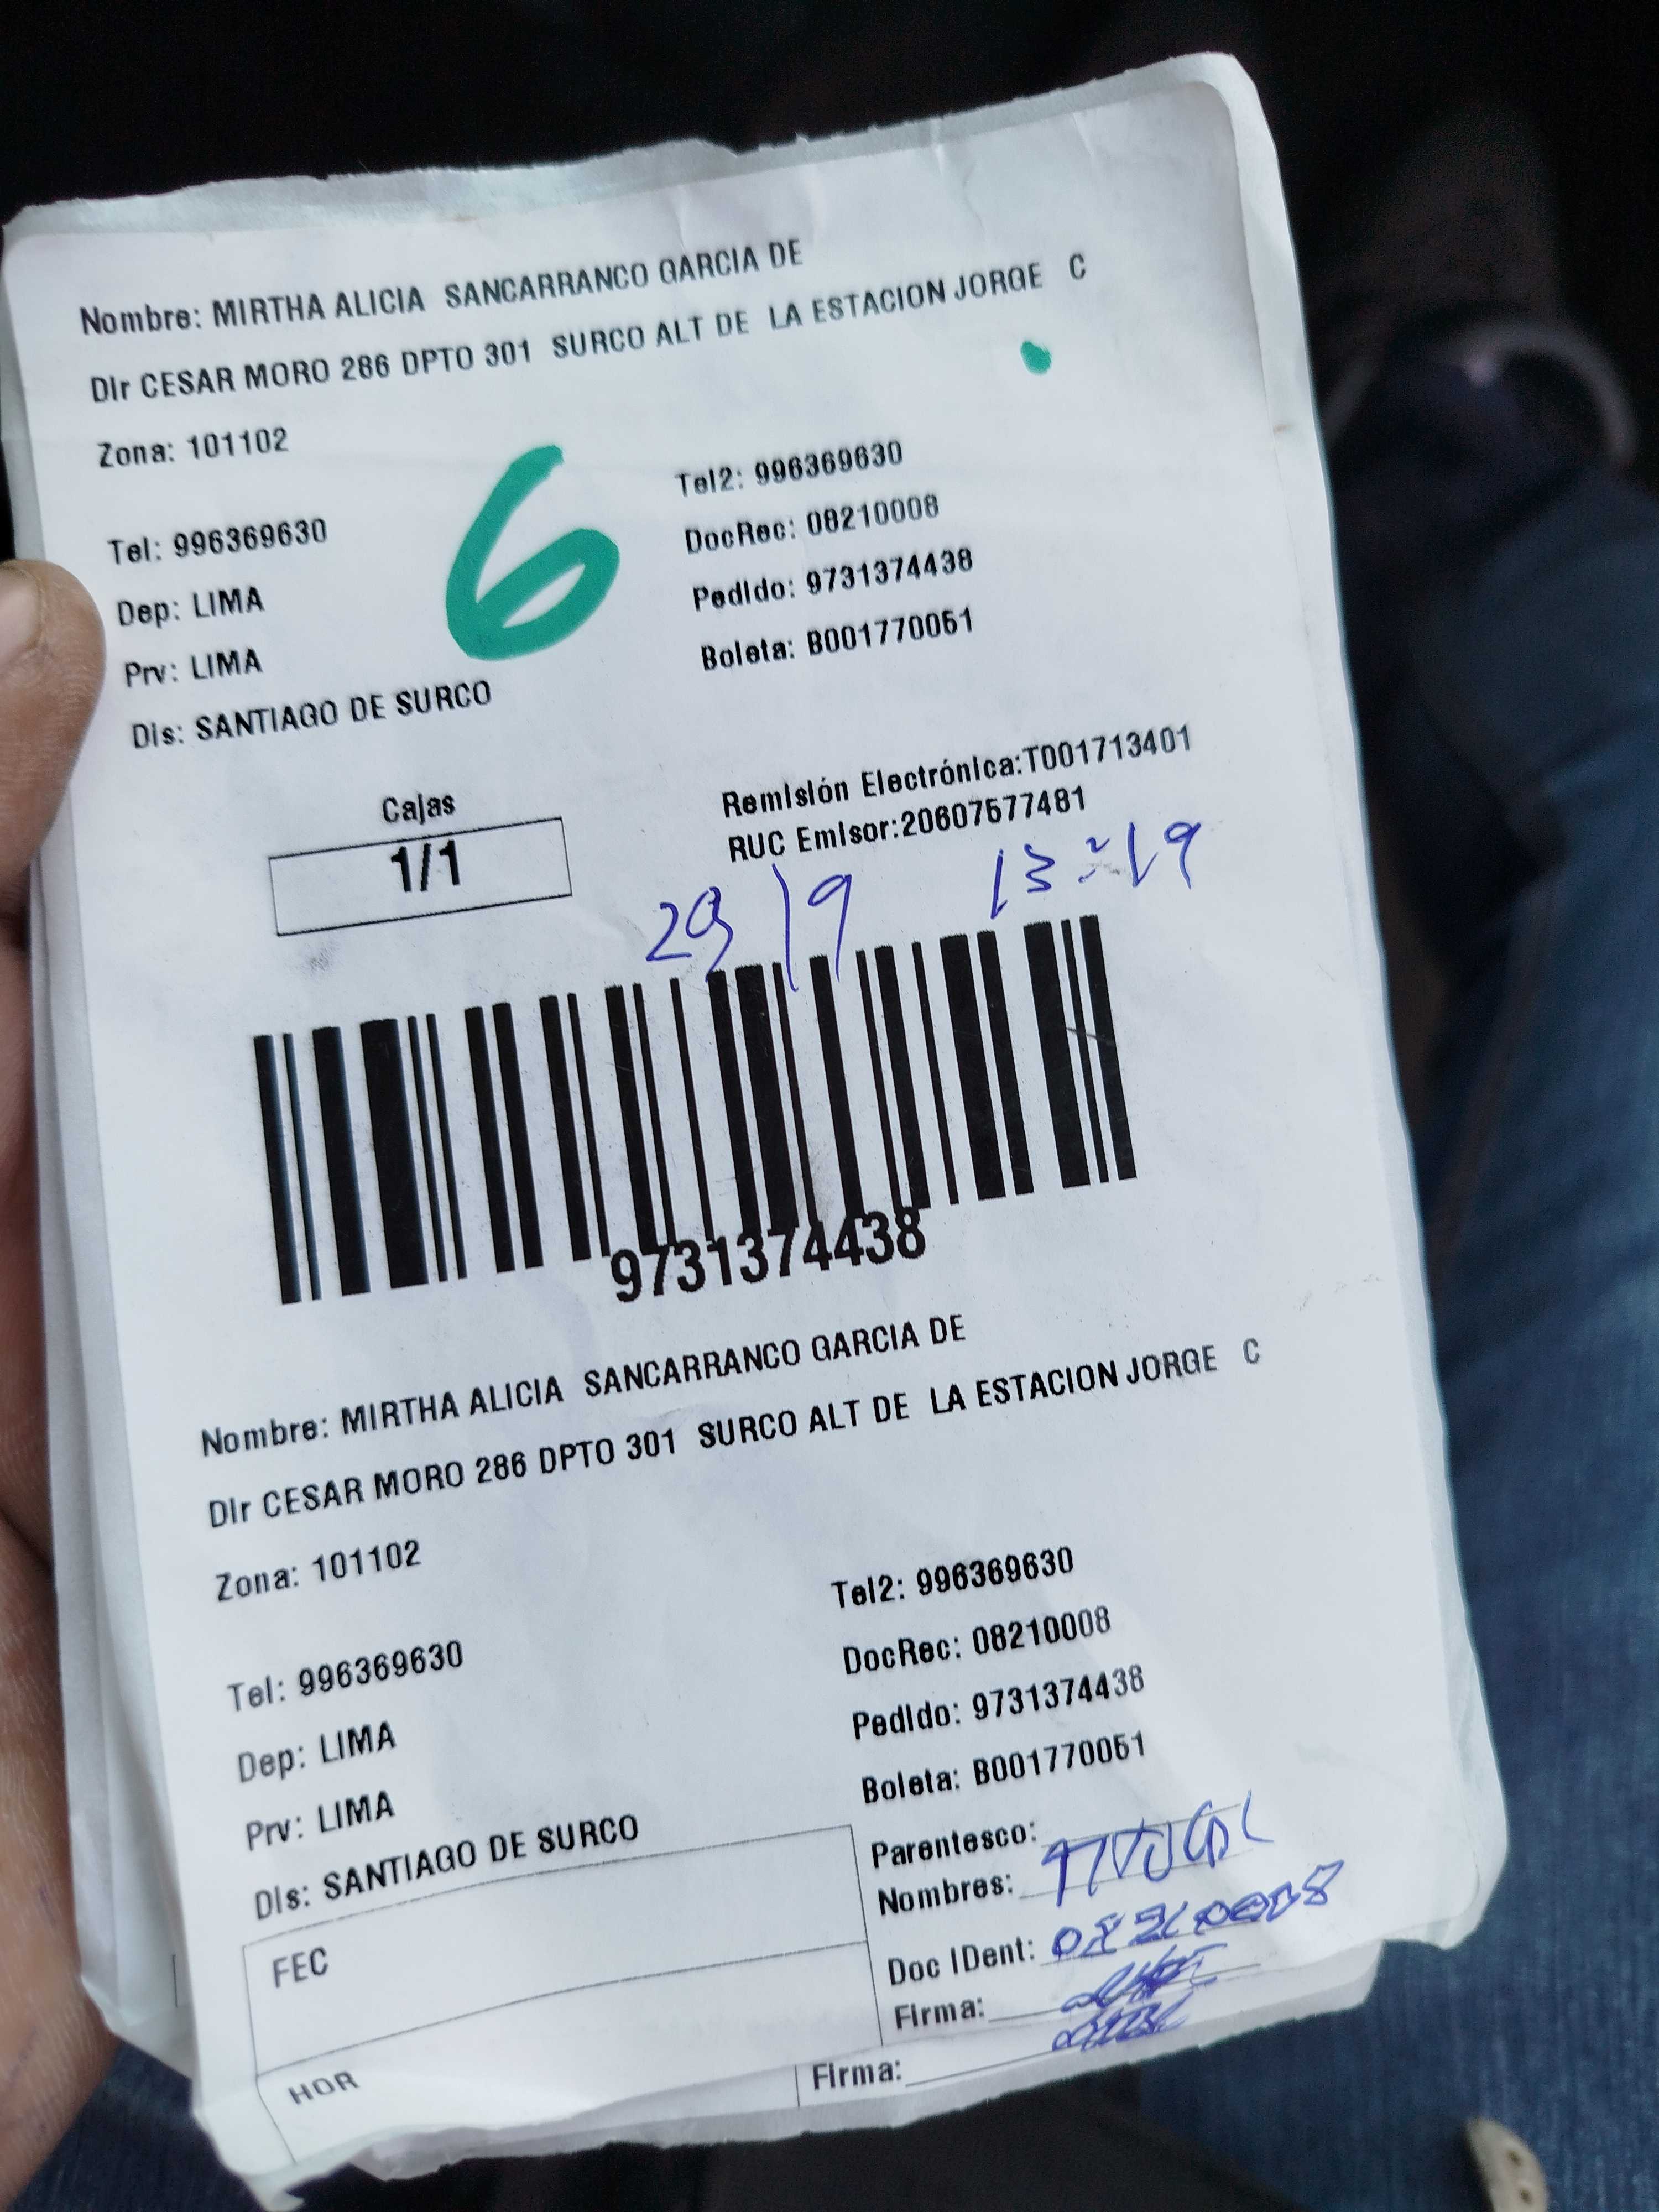 Nombre: MIRTHA ALICIA SANCARRANCO GARCIA DE
Dir CESAR MORO 286 DPTO 301 SURCO ALT DE LA ESTACION JORGE C
Zona: 101102
6
Tel: 996369630
Tel2: 996369630
Dep: LIMA
DocRec: 08210008
Prv: LIMA
Pedido: 9731374438
Dis: SANTIAGO DE SURCO
Boleta: B001770051
Cajas
1/1
Remisión Electrónica:T001713401
RUC Emisor:20607577481
29/9 13:19
9731374438
Nombre: MIRTHA ALICIA SANCARRANCO GARCIA DE
Dir CESAR MORO 286 DPTO 301 SURCO ALT DE LA ESTACION JORGE C
Zona: 101102
Tel: 996369630
Tel2: 996369630
Dep: LIMA
DocRec: 08210008
Prv: LIMA
Pedido: 9731374438
Dis: SANTIAGO DE SURCO
Boleta: B001770051
Parentesco:
Nombres:
FEC
Doc IDent: 08210008
Firma:
HOR
Firma: